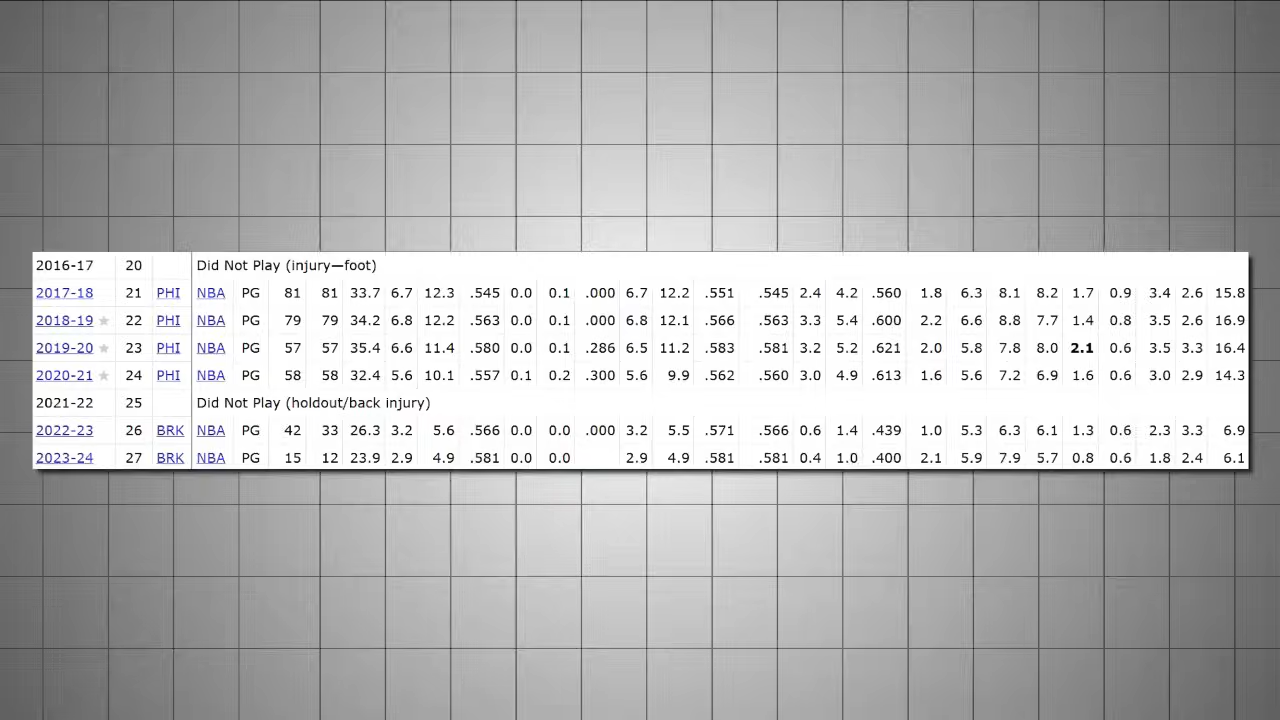 2016-17 20 Did Not Play (injury—foot)
2017-18 21 PHI NBA PG 81 81 33.7 6.7 12.3 .545 0.0 0.1 .000 6.7 12.2 .551 .545 2.4 4.2 .560 1.8 6.3 8.1 8.2 1.7 0.9 3.4 2.6 15.8
2018-19 ★ 22 PHI NBA PG 79 79 34.2 6.8 12.2 .563 0.0 0.1 .000 6.8 12.1 .566 .563 3.3 5.4 .600 2.2 6.6 8.8 7.7 1.4 0.8 3.5 2.6 16.9
2019-20 ★ 23 PHI NBA PG 57 57 35.4 6.6 11.4 .580 0.0 0.1 .286 6.5 11.2 .583 .581 3.2 5.2 .621 2.0 5.8 7.8 8.0 2.1 0.6 3.5 3.3 16.4
2020-21 ★ 24 PHI NBA PG 58 58 32.4 5.6 10.1 .557 0.1 0.2 .300 5.6 9.9 .562 .560 3.0 4.9 .613 1.6 5.6 7.2 6.9 1.6 0.6 3.0 2.9 14.3
2021-22 25 Did Not Play (holdout/back injury)
2022-23 26 BRK NBA PG 42 33 26.3 3.2 5.6 .566 0.0 0.0 .000 3.2 5.5 .571 .566 0.6 1.4 .439 1.0 5.3 6.3 6.1 1.3 0.6 2.3 3.3 6.9
2023-24 27 BRK NBA PG 15 12 23.9 2.9 4.9 .581 0.0 0.0 2.9 4.9 .581 .581 0.4 1.0 .400 2.1 5.9 7.9 5.7 0.8 0.6 1.8 2.4 6.1